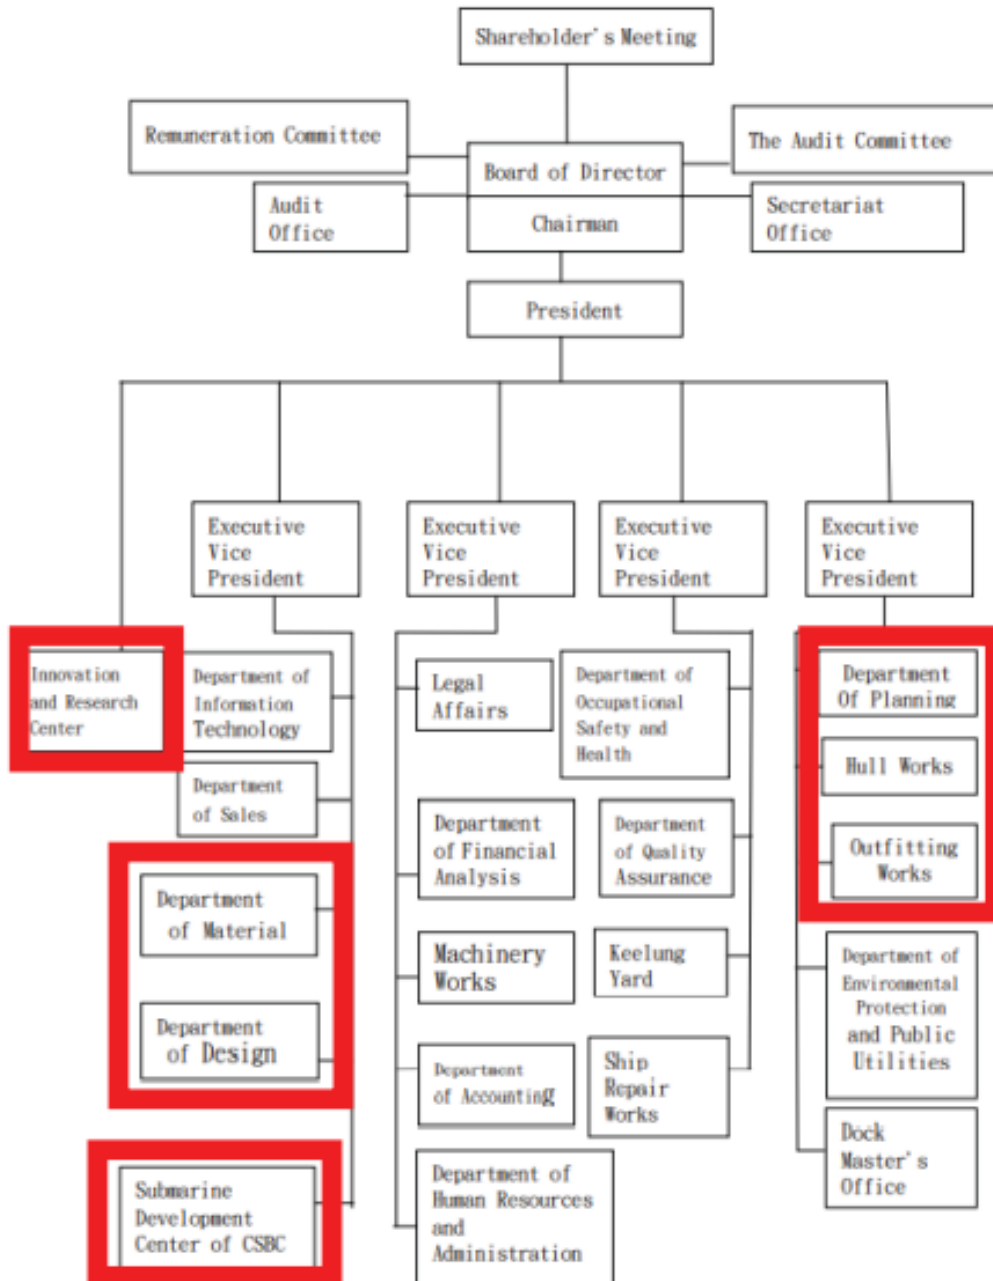 Shareholder's Meeting
Remuneration Committee
The Audit Committee
Board of Director
Audit
Office
Chairman
Secretariat
Office
President
Executive
Vice
President
Executive
Vice
President
Executive
Vice
President
Executive
Vice
President
Innovation
and Research
Center
Department of
Information
Technology
Department
of Sales
Department
of Material
Department
of Design
Submarine
Development
Center of CSBC
Legal
Affairs
Department
of Financial
Analysis
Machinery
Works
Department
of Accounting
Department of
Human Resources
and
Administration
Department of
Occupational
Safety and
Health
Department
of Quality
Assurance
Keelung
Yard
Ship
Repair
Works
Department
Of Planning
Hull Works
Outfitting
Works
Department of
Environmental
Protection
and Public
Utilities
Dock
Master's
Office